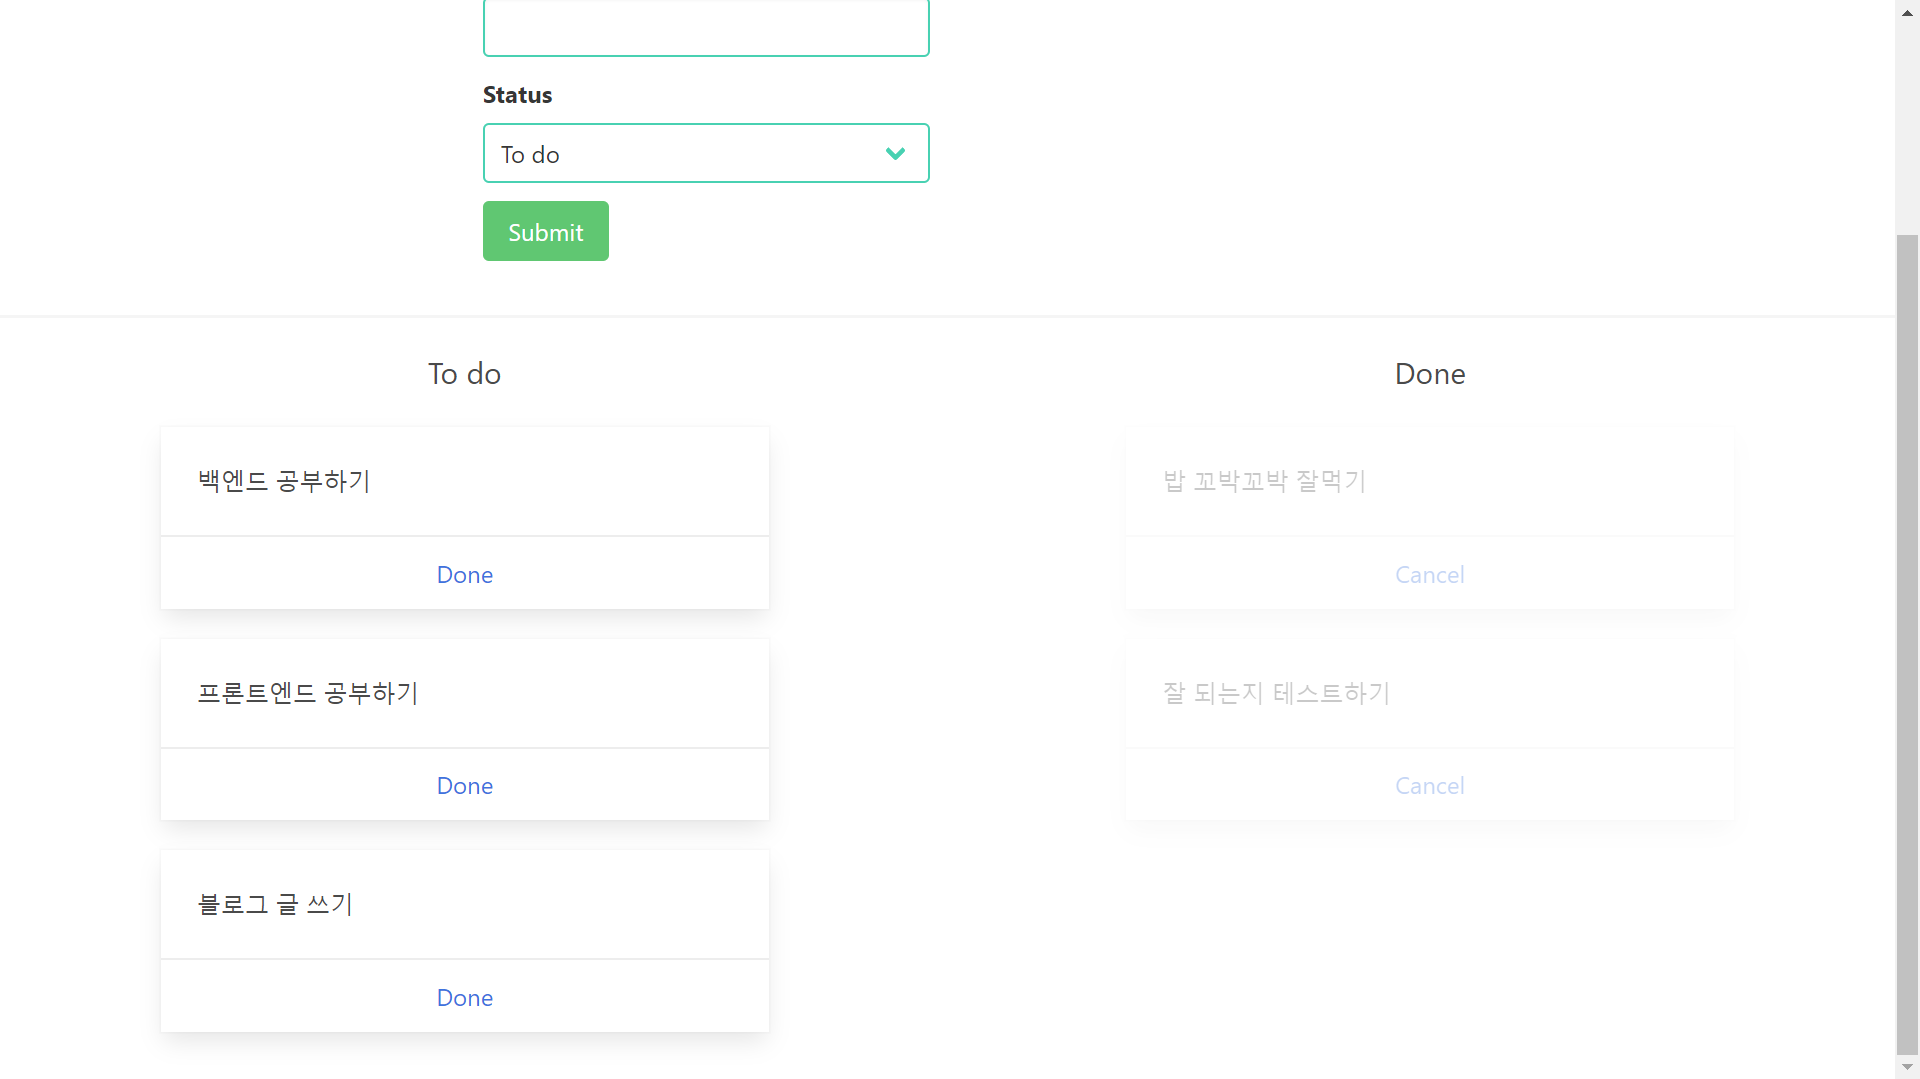 Status
To do
Submit
To do
백엔드 공부하기
Done
프론트엔드 공부하기
Done
블로그 글 쓰기
Done
Done
밥 꼬박꼬박 잘먹기
Cancel
잘 되는지 테스트하기
Cancel